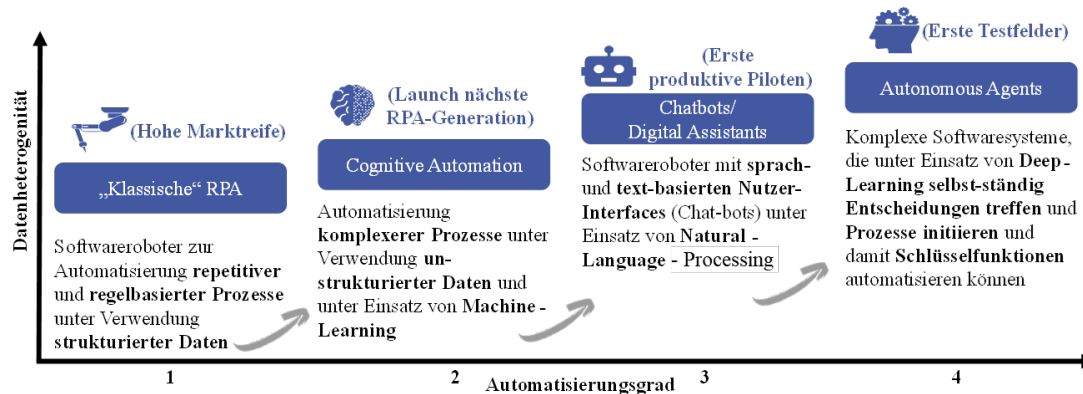 Datenheterogenität
(Hohe Marktreife)
„Klassische“ RPA
Softwareroboter zur
Automatisierung repetitiver
und regelbasierter Prozesse
unter Verwendung
strukturierter Daten
(Launch nächste
RPA-Generation)
Cognitive Automation
Automatisierung
komplexerer Prozesse unter
Verwendung un-
strukturierter Daten und
unter Einsatz von Machine -
Learning
(Erste
produktive Piloten)
Chatbots/
Digital Assistants
Softwareroboter mit sprach-
und text-basierten Nutzer-
Interfaces (Chat-bots) unter
Einsatz von Natural -
Language - Processing
(Erste Testfelder)
Autonomous Agents
Komplexe Softwaresysteme,
die unter Einsatz von Deep -
Learning selbst-ständig
Entscheidungen treffen und
Prozesse initiieren und
damit Schlüsselfunktionen
automatisieren können
1
2
3
4
Automatisierungsgrad